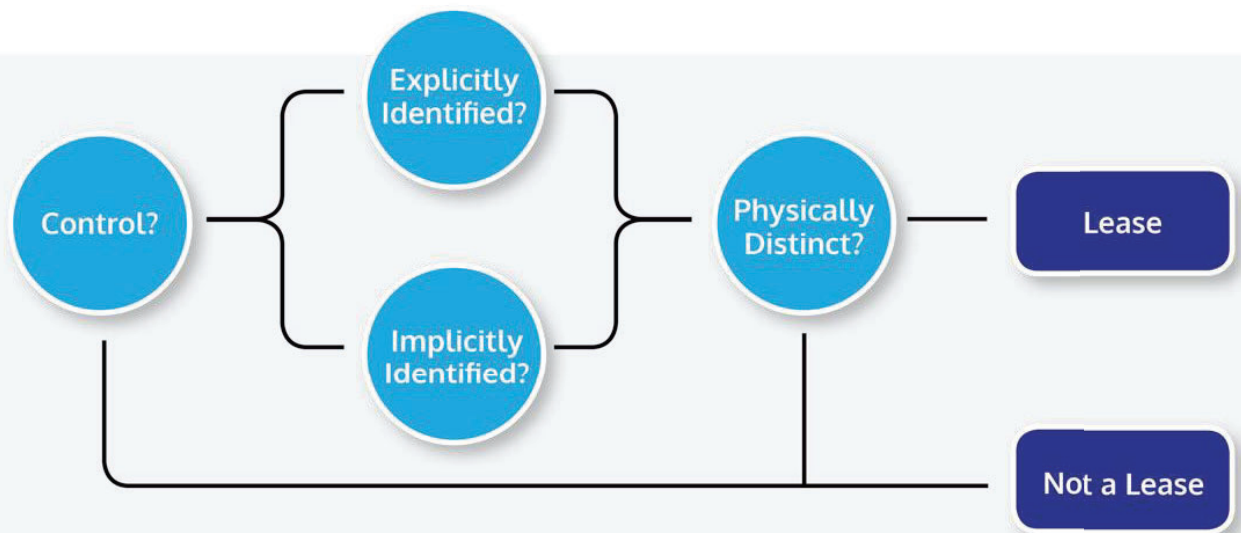 Explicitly
Identified?
Control?
Physically
Distinct?
Lease
Implicitly
Identified?
Not a Lease